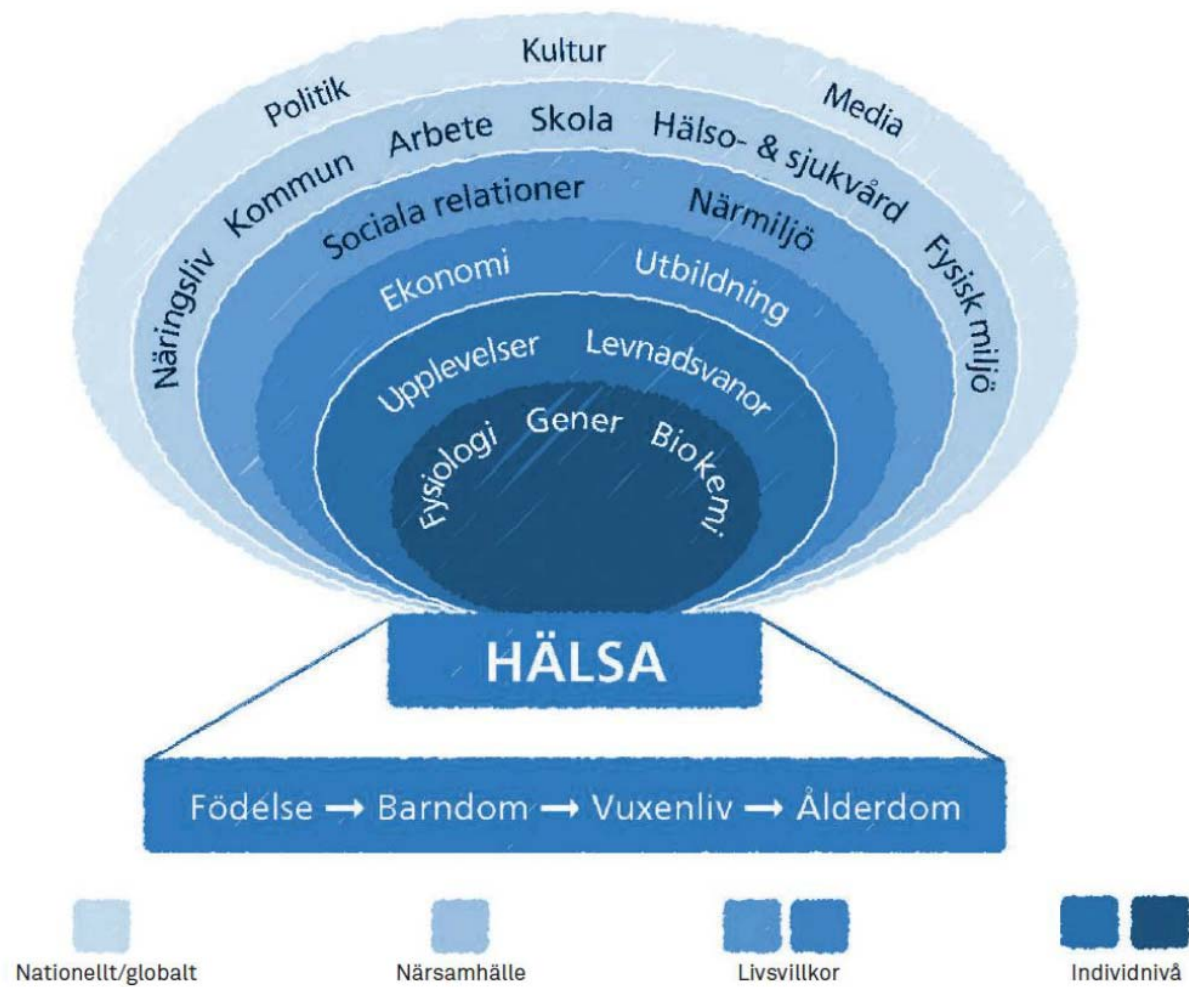 Politik Kultur Media
Näringsliv Kommun Arbete Skola Hälso- & sjukvård Fysisk miljö
Sociala relationer Närmiljö
Ekonomi Utbildning
Upplevelser Levnadsvanor
Fysiologi Gener Biokemi
HÄLSA
Födelse → Barndom → Vuxenliv → Ålderdom
Nationellt/globalt Närsamhälle Livsvillkor Individnivå